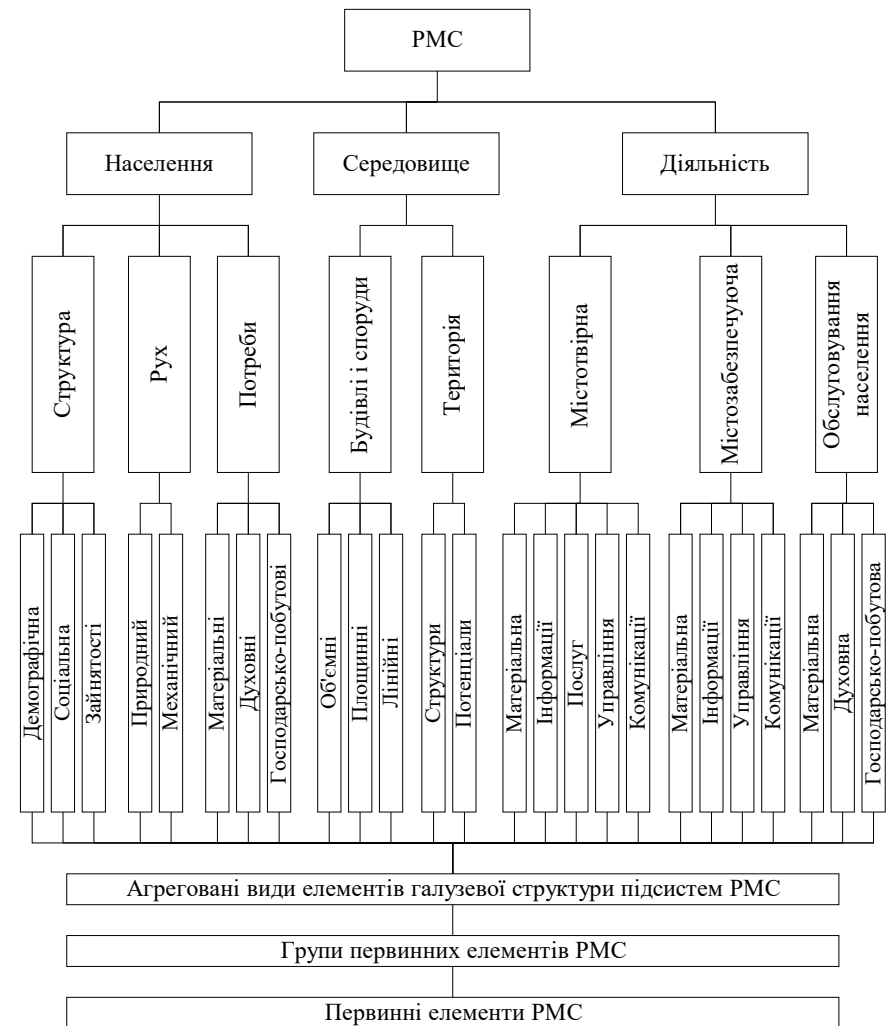 РМС
Населення
Середовище
Діяльність
Структура
Рух
Потреби
Будівлі і споруди
Територія
Містотвірна
Містозабезпечуюча
Обслуговування
населення
Демографічна
Соціальна
Зайнятості
Природний
Механічний
Матеріальні
Духовні
Господарсько-побутові
Об'ємні
Площинні
Лінійні
Структури
Потенціали
Матеріальна
Інформації
Послуг
Управління
Комунікації
Матеріальна
Інформації
Управління
Комунікації
Матеріальна
Духовна
Господарсько-побутова
Агреговані види елементів галузевої структури підсистем РМС
Групи первинних елементів РМС
Первинні елементи РМС